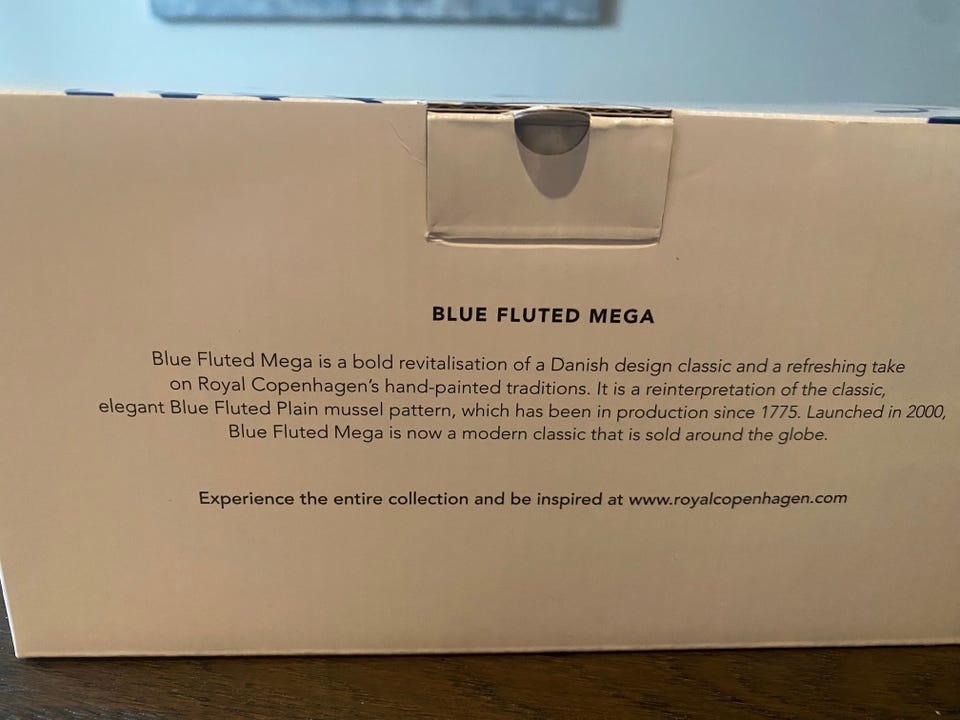 BLUE FLUTED MEGA
Blue Fluted Mega is a bold revitalisation of a Danish design classic and a refreshing take
on Royal Copenhagen's hand-painted traditions. It is a reinterpretation of the classic,
elegant Blue Fluted Plain mussel pattern, which has been in production since 1775. Launched in 2000,
Blue Fluted Mega is now a modern classic that is sold around the globe.
Experience the entire collection and be inspired at www.royalcopenhagen.com